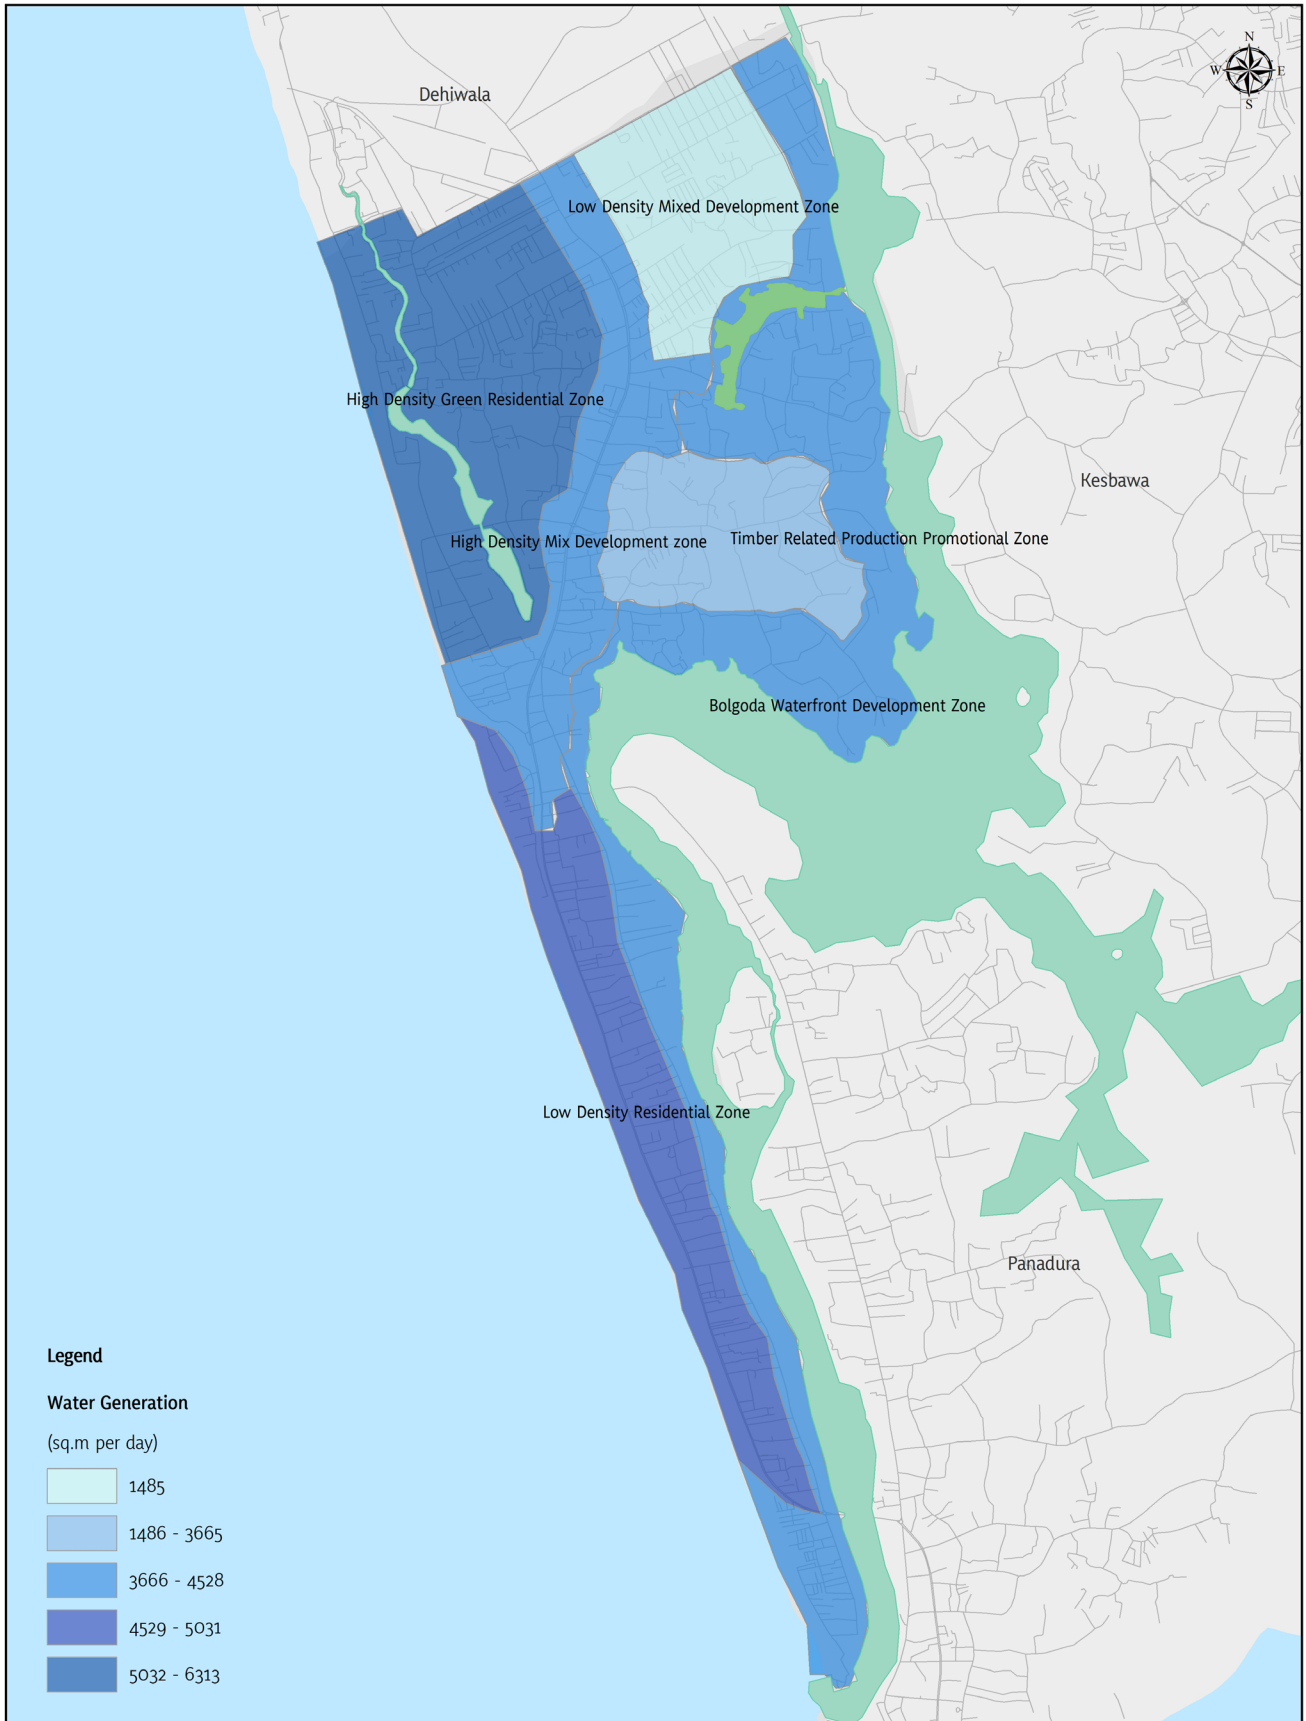 N
W E
S
Dehiwala
Low Density Mixed Development Zone
High Density Green Residential Zone
Kesbawa
High Density Mix Development zone
Timber Related Production Promotional Zone
Bolgoda Waterfront Development Zone
Low Density Residential Zone
Panadura
Legend
Water Generation
(sq.m per day)
1485
1486 - 3665
3666 - 4528
4529 - 5031
5032 - 6313